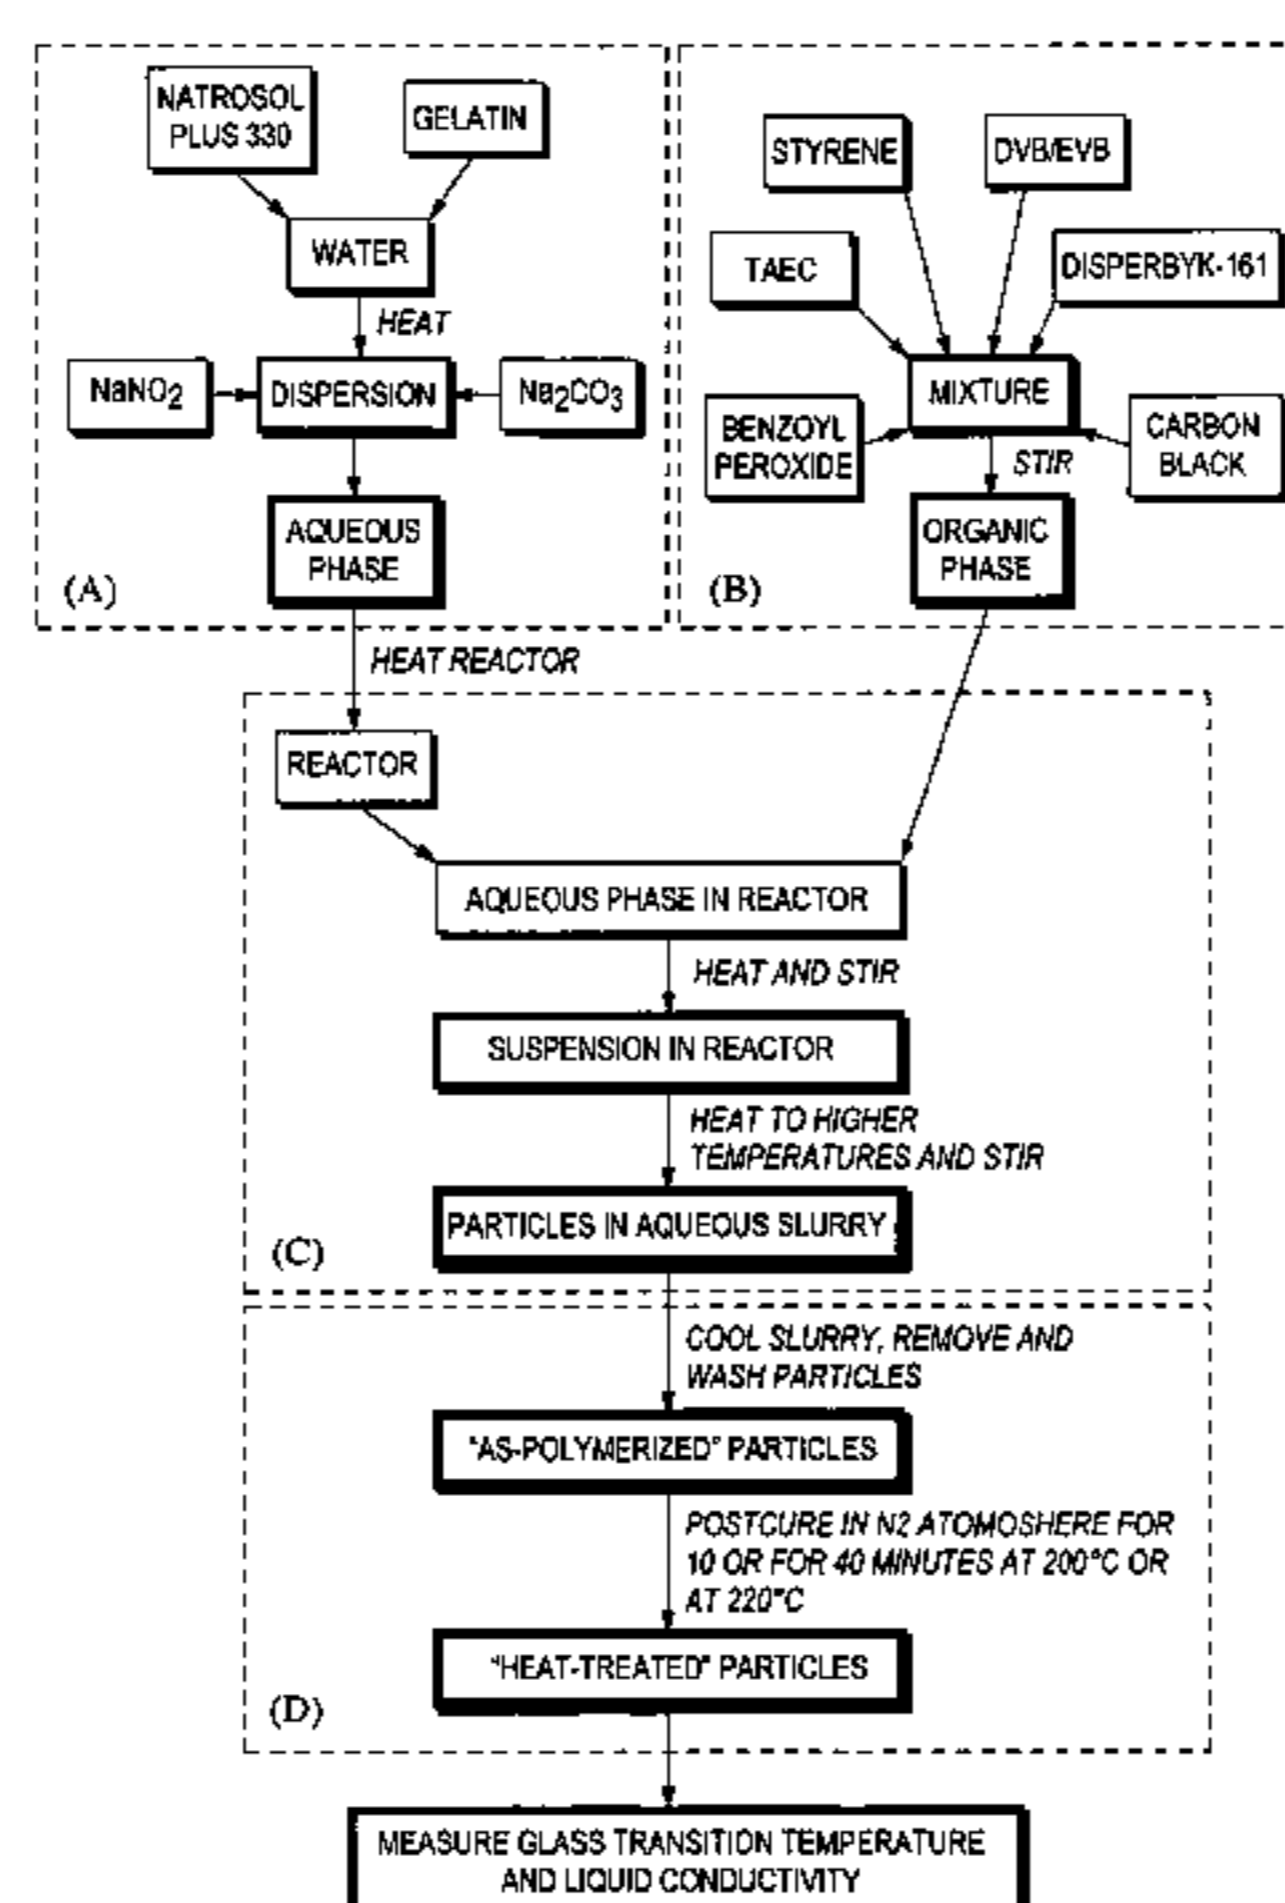 NATROSOL
PLUS 330
GELATIN
WATER
HEAT
NaNO2
DISPERSION
Na2CO3
AQUEOUS
PHASE
(A)
STYRENE
DVB/EVB
TAEC
DISPERBYK-161
MIXTURE
BENZOYL
PEROXIDE
CARBON
BLACK
STIR
ORGANIC
PHASE
(B)
HEAT REACTOR
REACTOR
AQUEOUS PHASE IN REACTOR
HEAT AND STIR
SUSPENSION IN REACTOR
HEAT TO HIGHER
TEMPERATURES AND STIR
PARTICLES IN AQUEOUS SLURRY
(C)
COOL SLURRY, REMOVE AND
WASH PARTICLES
"AS-POLYMERIZED" PARTICLES
POSTCURE IN N2 ATOMOSHERE FOR
10 OR FOR 40 MINUTES AT 200°C OR
AT 220°C
"HEAT-TREATED" PARTICLES
(D)
MEASURE GLASS TRANSITION TEMPERATURE
AND LIQUID CONDUCTIVITY